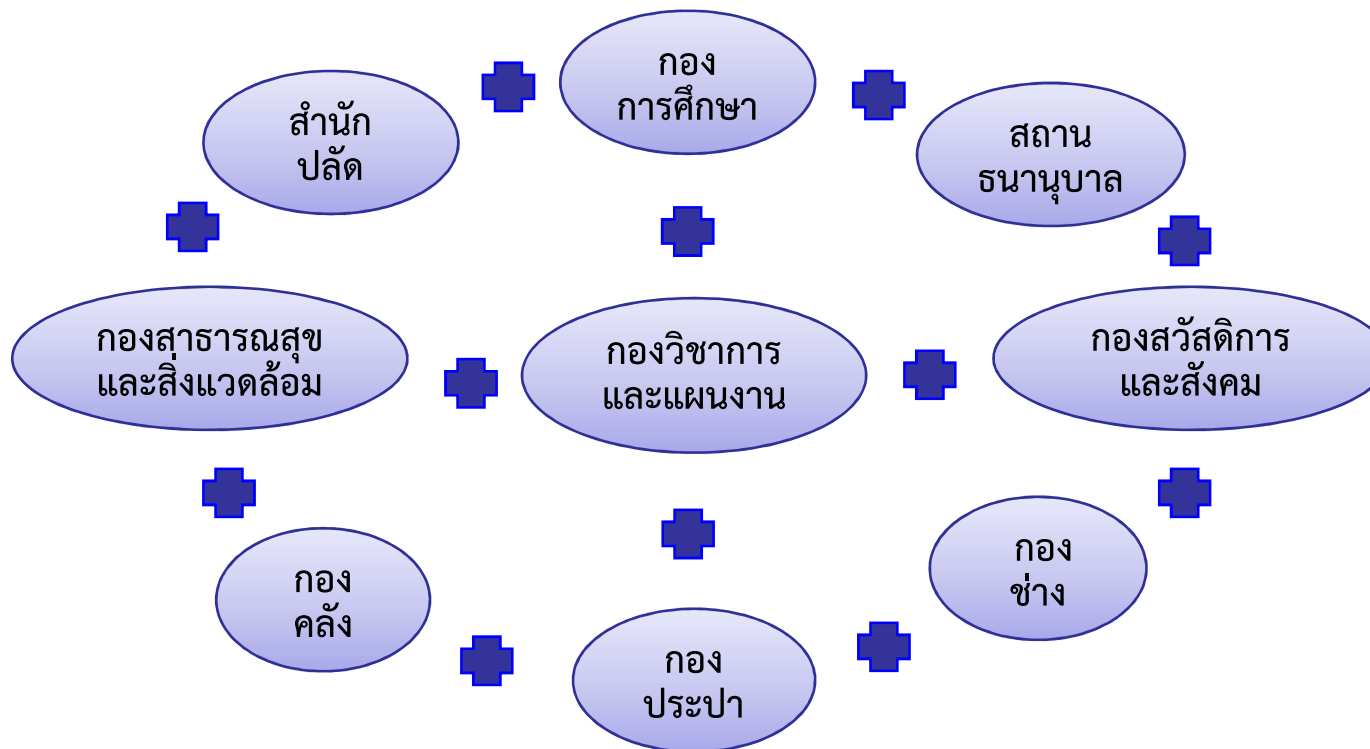 กอง
การศึกษา
สำนัก
ปลัด
สถาน
ธนานุบาล
กองสาธารณสุข
และสิ่งแวดล้อม
กองวิชาการ
และแผนงาน
กองสวัสดิการ
และสังคม
กอง
คลัง
กอง
ช่าง
กอง
ประปา